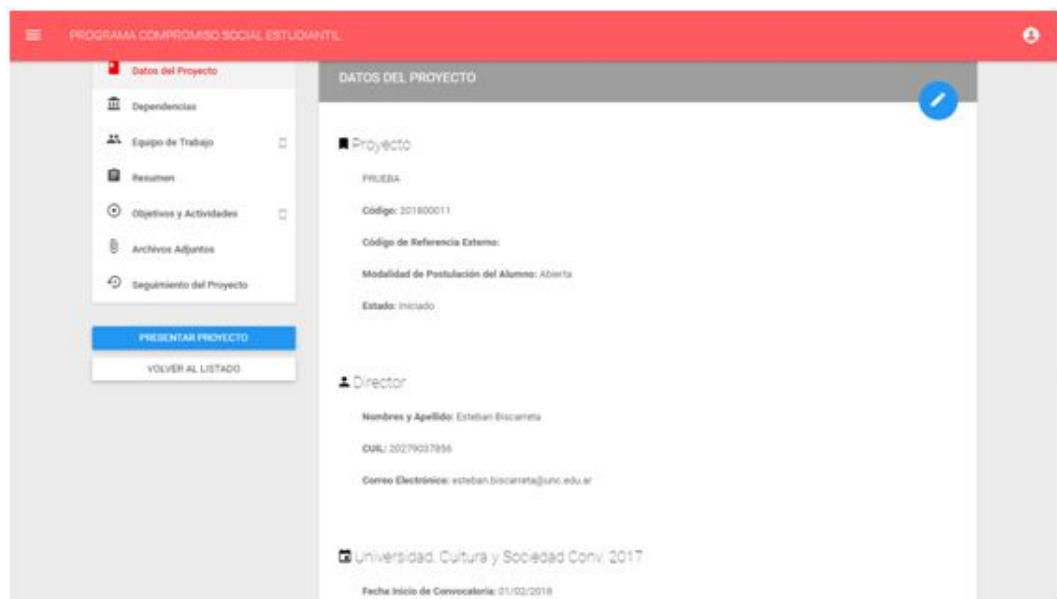 PROGRAMA COMPROMISO SOCIAL ESTUDIANTIL
Datos del Proyecto
Dependencias
Equipo de Trabajo
Resumen
Objetivos y Actividades
Archivos Adjuntos
Seguimiento del Proyecto
PRESENTAR PROYECTO
VOLVER AL LISTADO
DATOS DEL PROYECTO
Proyecto
PRUEBA
Código: 201800011
Código de Referencia Externo:
Modalidad de Postulación del Alumno: Abierta
Estado: Iniciado
Director
Nombres y Apellido: Esteban Biscarreta
CUIL: 20279037856
Correo Electrónico: esteban.biscarreta@unc.edu.ar
Universidad, Cultura y Sociedad Conv. 2017
Fecha Inicio de Convocatoria: 01/02/2018